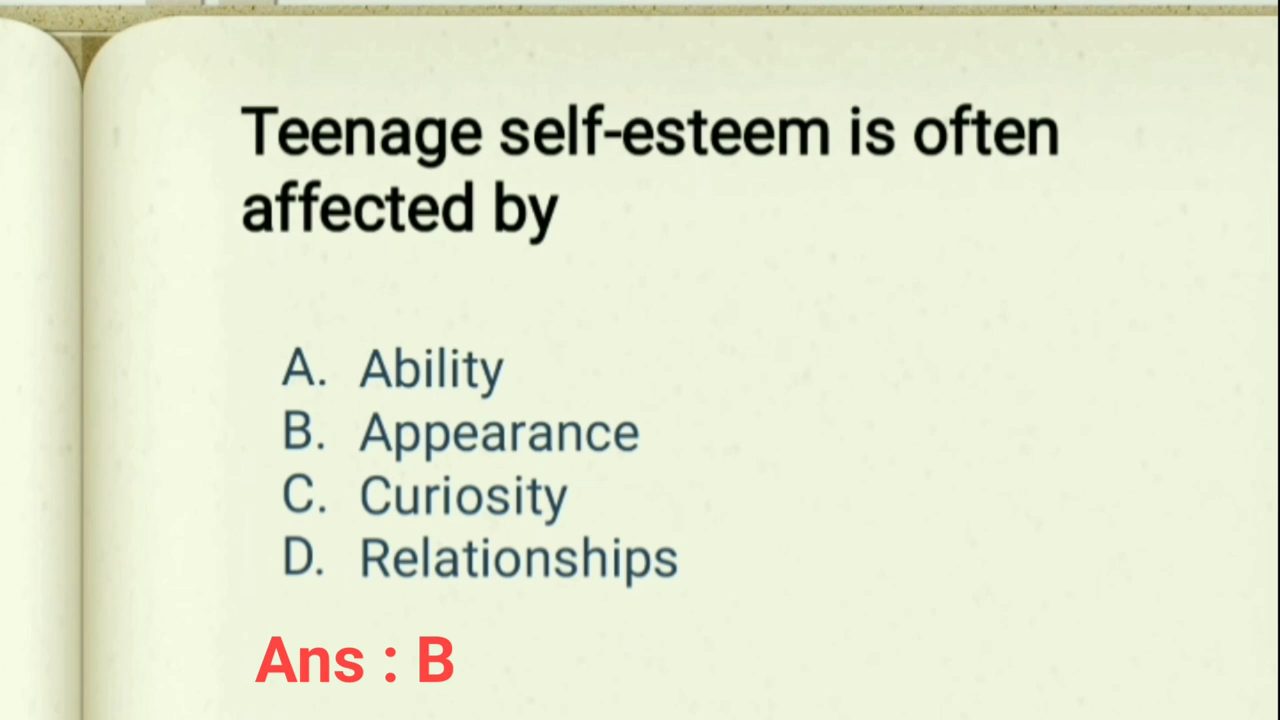 Teenage self-esteem is often
affected by
A. Ability
B. Appearance
C. Curiosity
D. Relationships
Ans : B